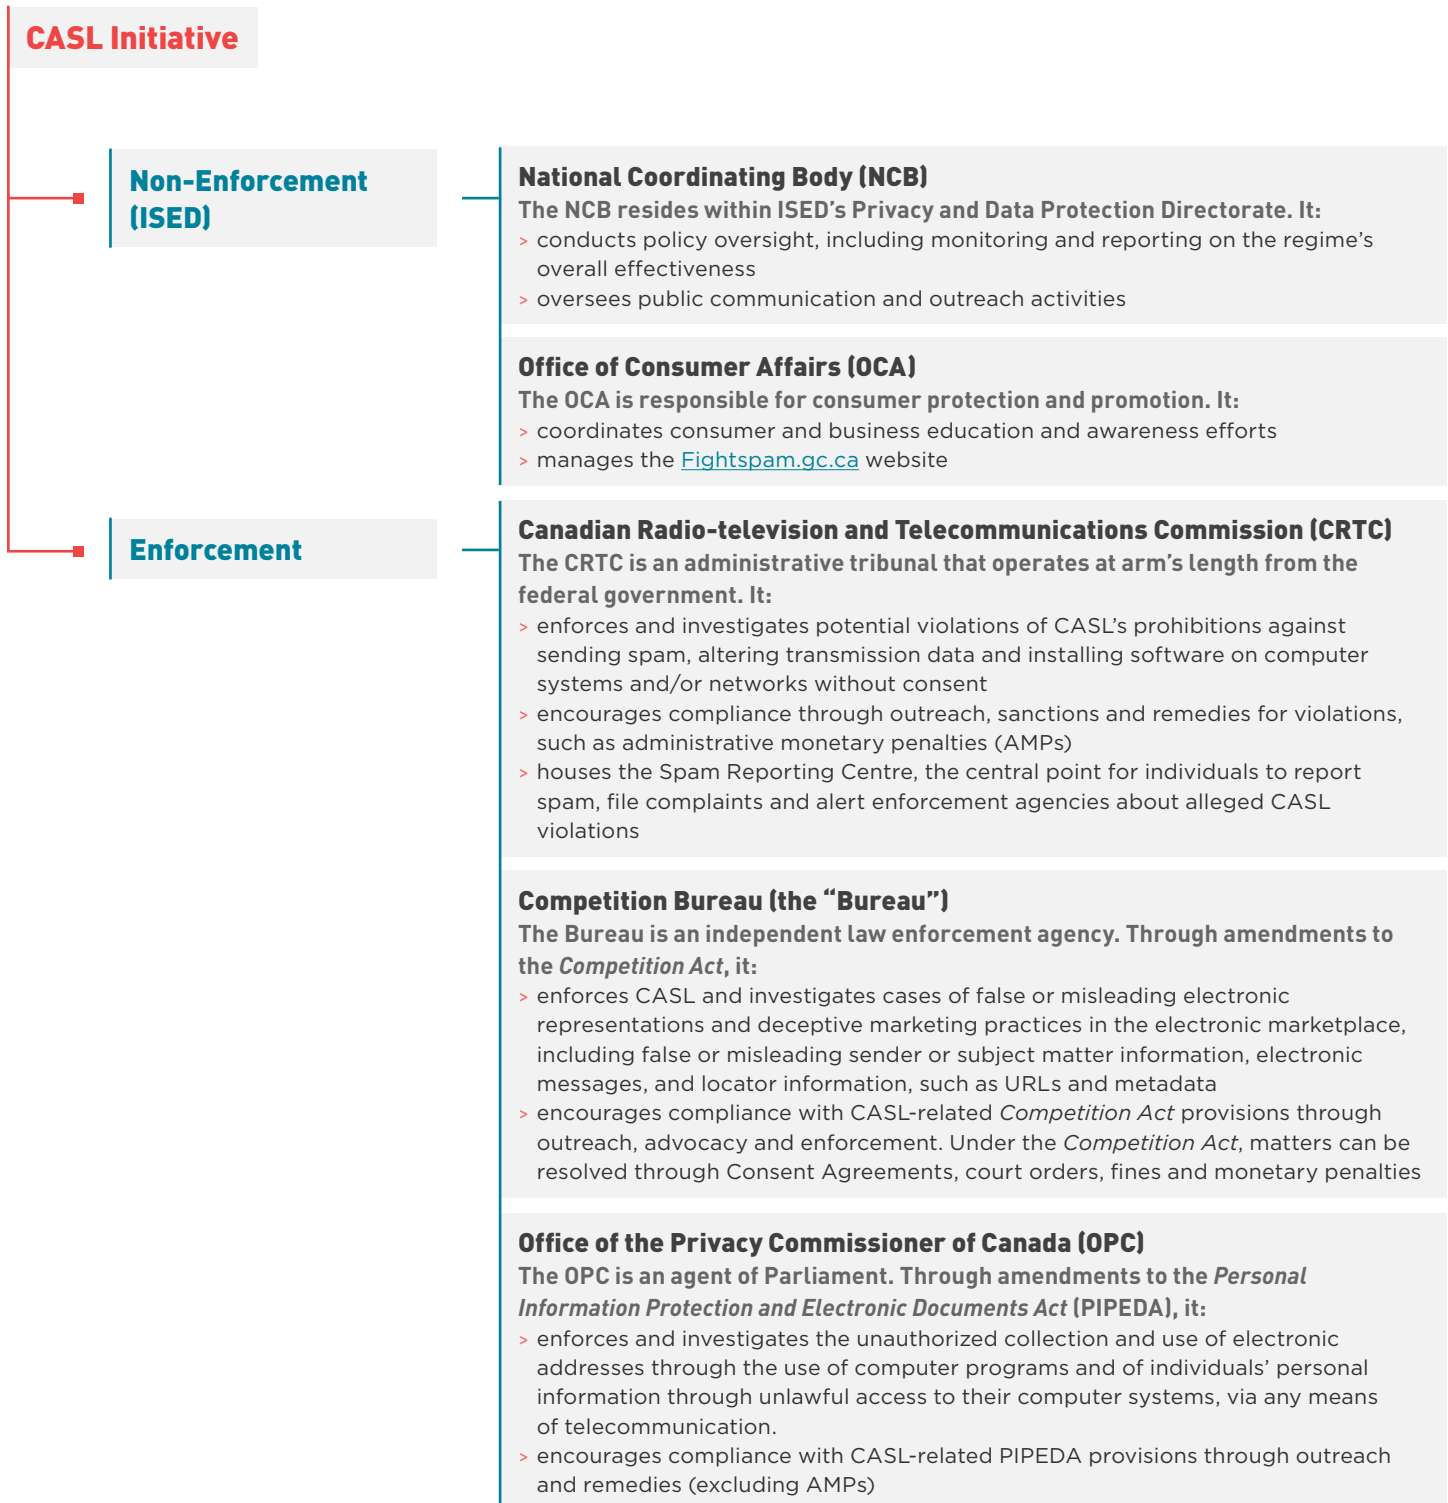 CASL Initiative
Non-Enforcement
(ISED)
National Coordinating Body (NCB)
The NCB resides within ISED’s Privacy and Data Protection Directorate. It:
> conducts policy oversight, including monitoring and reporting on the regime’s
overall effectiveness
> oversees public communication and outreach activities
Office of Consumer Affairs (OCA)
The OCA is responsible for consumer protection and promotion. It:
> coordinates consumer and business education and awareness efforts
> manages the Fightspam.gc.ca website
Enforcement
Canadian Radio-television and Telecommunications Commission (CRTC)
The CRTC is an administrative tribunal that operates at arm’s length from the
federal government. It:
> enforces and investigates potential violations of CASL’s prohibitions against
sending spam, altering transmission data and installing software on computer
systems and/or networks without consent
> encourages compliance through outreach, sanctions and remedies for violations,
such as administrative monetary penalties (AMPs)
> houses the Spam Reporting Centre, the central point for individuals to report
spam, file complaints and alert enforcement agencies about alleged CASL
violations
Competition Bureau (the “Bureau”)
The Bureau is an independent law enforcement agency. Through amendments to
the Competition Act, it:
> enforces CASL and investigates cases of false or misleading electronic
representations and deceptive marketing practices in the electronic marketplace,
including false or misleading sender or subject matter information, electronic
messages, and locator information, such as URLs and metadata
> encourages compliance with CASL-related Competition Act provisions through
outreach, advocacy and enforcement. Under the Competition Act, matters can be
resolved through Consent Agreements, court orders, fines and monetary penalties
Office of the Privacy Commissioner of Canada (OPC)
The OPC is an agent of Parliament. Through amendments to the Personal
Information Protection and Electronic Documents Act (PIPEDA), it:
> enforces and investigates the unauthorized collection and use of electronic
addresses through the use of computer programs and of individuals’ personal
information through unlawful access to their computer systems, via any means
of telecommunication.
> encourages compliance with CASL-related PIPEDA provisions through outreach
and remedies (excluding AMPs)